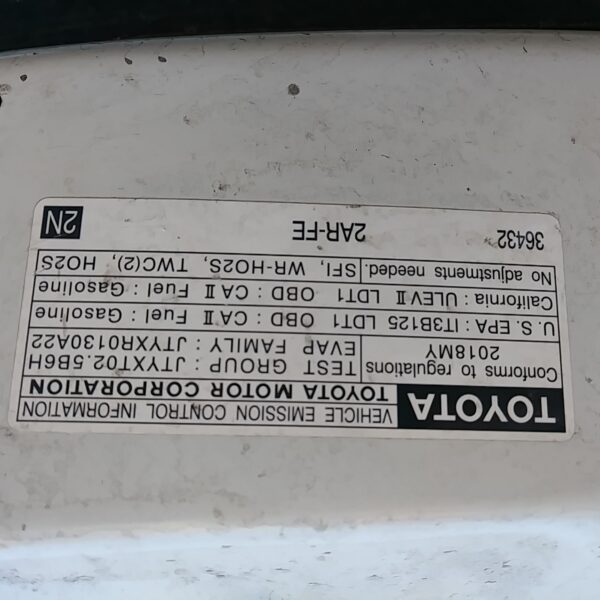 TOYOTA VEHICLE EMISSION CONTROL INFORMATION
TOYOTA MOTOR CORPORATION
Conforms to regulations TEST GROUP : JTYXT02.5B6H
2018MY EVAP FAMILY : JTYXR0130A22
U.S. EPA : IT3B125 LDT1 OBD : CA II Fuel : Gasoline
California : ULEV II LDT1 OBD : CA II Fuel : Gasoline
No adjustments needed. SFI, WR-HO2S, TWC(2), HO2S
36432 2AR-FE 2N